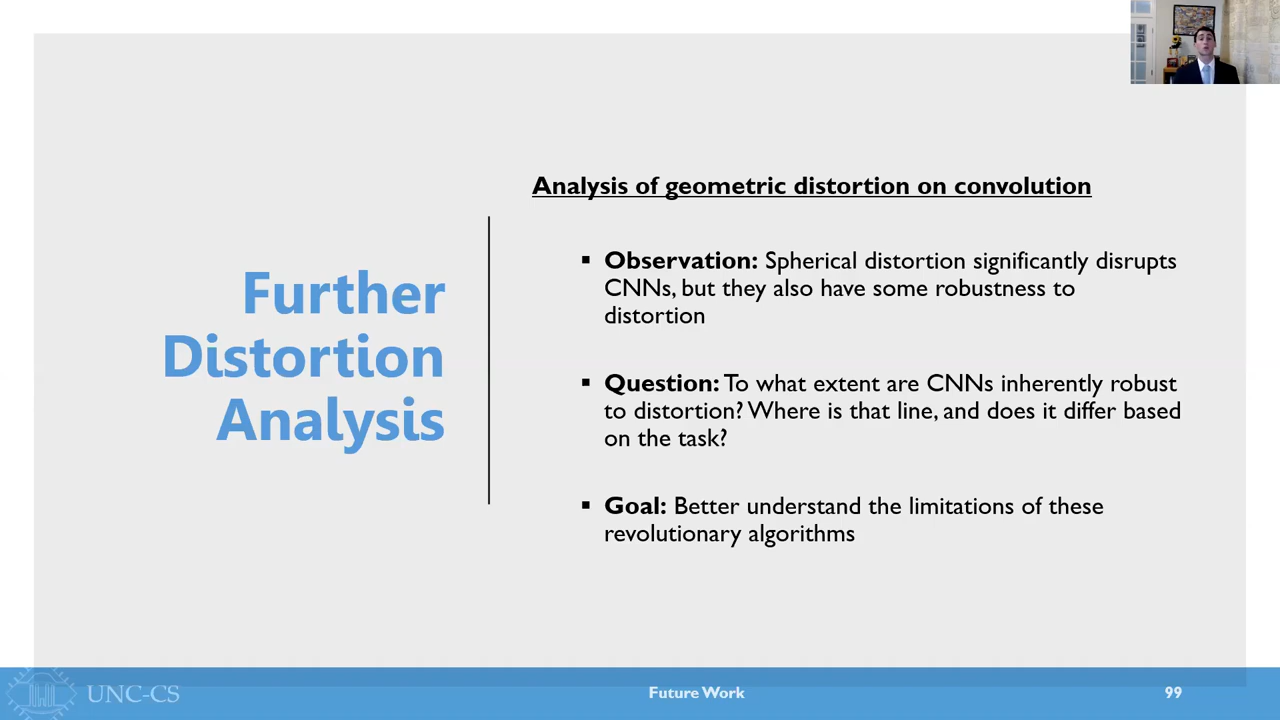 Further
Distortion
Analysis
Analysis of geometric distortion on convolution
▪ Observation: Spherical distortion significantly disrupts
CNNs, but they also have some robustness to
distortion
▪ Question: To what extent are CNNs inherently robust
to distortion? Where is that line, and does it differ based
on the task?
▪ Goal: Better understand the limitations of these
revolutionary algorithms
UNC-CS
Future Work
99